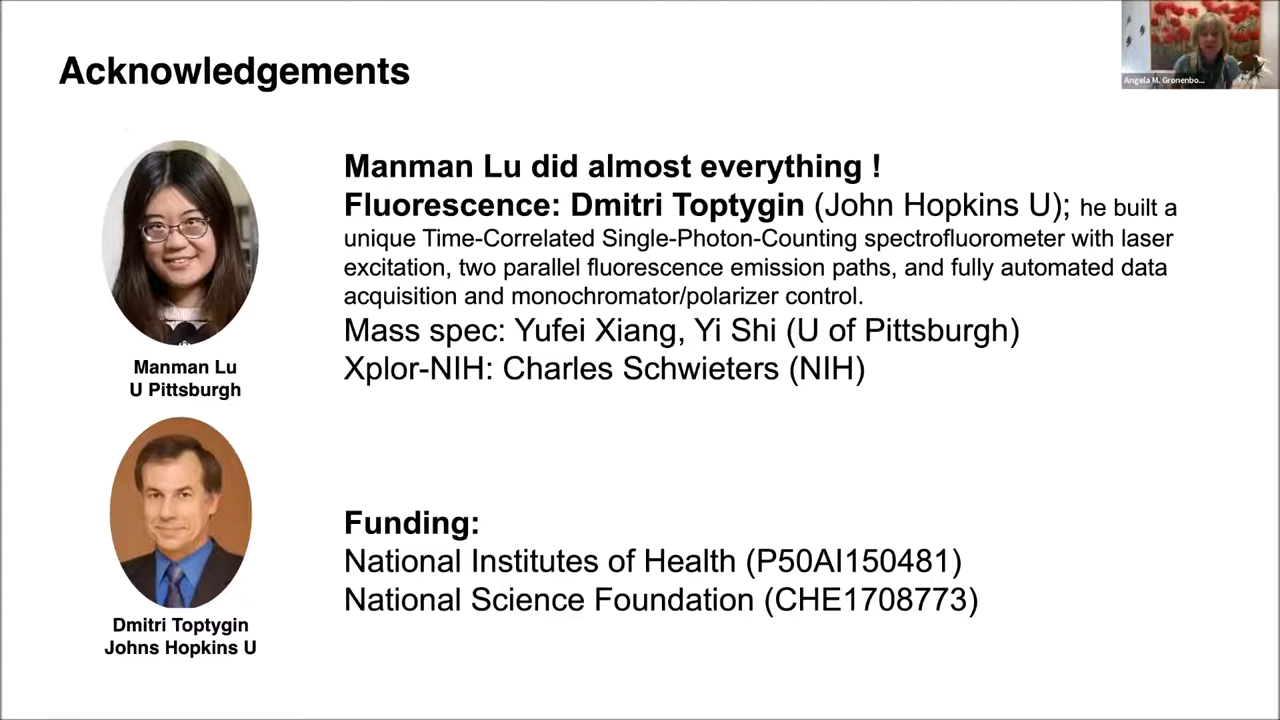 Acknowledgements
Angela M. Gronenbo...
Manman Lu did almost everything !
Fluorescence: Dmitri Toptygin (John Hopkins U); he built a
unique Time-Correlated Single-Photon-Counting spectrofluorometer with laser
excitation, two parallel fluorescence emission paths, and fully automated data
acquisition and monochromator/polarizer control.
Mass spec: Yufei Xiang, Yi Shi (U of Pittsburgh)
Xplor-NIH: Charles Schwieters (NIH)
Manman Lu
U Pittsburgh
Funding:
National Institutes of Health (P50AI150481)
National Science Foundation (CHE1708773)
Dmitri Toptygin
Johns Hopkins U